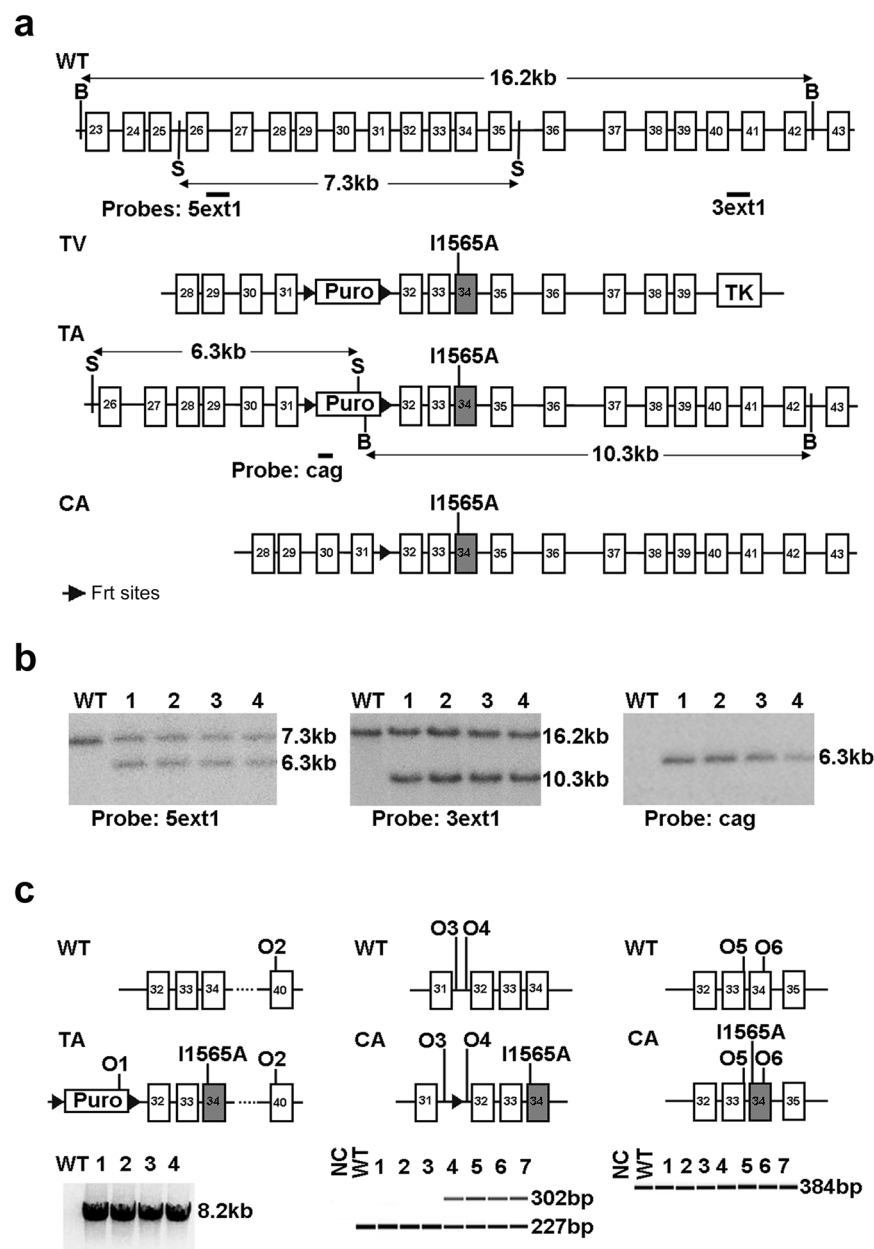 a
WT
16.2kb
B B
23 24 25 26 27 28 29 30 31 32 33 34 35 36 37 38 39 40 41 42 43
S S
7.3kb
Probes: 5ext1 3ext1
TV
I1565A
28 29 30 31 Puro 32 33 34 35 36 37 38 39 TK
TA
6.3kb
I1565A
S S
26 27 28 29 30 31 Puro 32 33 34 35 36 37 38 39 40 41 42 43
B B
10.3kb
Probe: cag
CA
I1565A
28 29 30 31 32 33 34 35 36 37 38 39 40 41 42 43
Frt sites
b
WT 1 2 3 4
7.3kb
6.3kb
Probe: 5ext1
WT 1 2 3 4
16.2kb
10.3kb
Probe: 3ext1
WT 1 2 3 4
6.3kb
Probe: cag
c
WT
O2
32 33 34 40
TA
O1 I1565A O2
Puro 32 33 34 40
WT 1 2 3 4
8.2kb
WT
O3 O4
31 32 33 34
CA
O3 O4 I1565A
31 32 33 34
NC WT 1 2 3 4 5 6 7
302bp
227bp
WT
O5 O6
32 33 34 35
CA
I1565A
O5 O6
32 33 34 35
NC WT 1 2 3 4 5 6 7
384bp